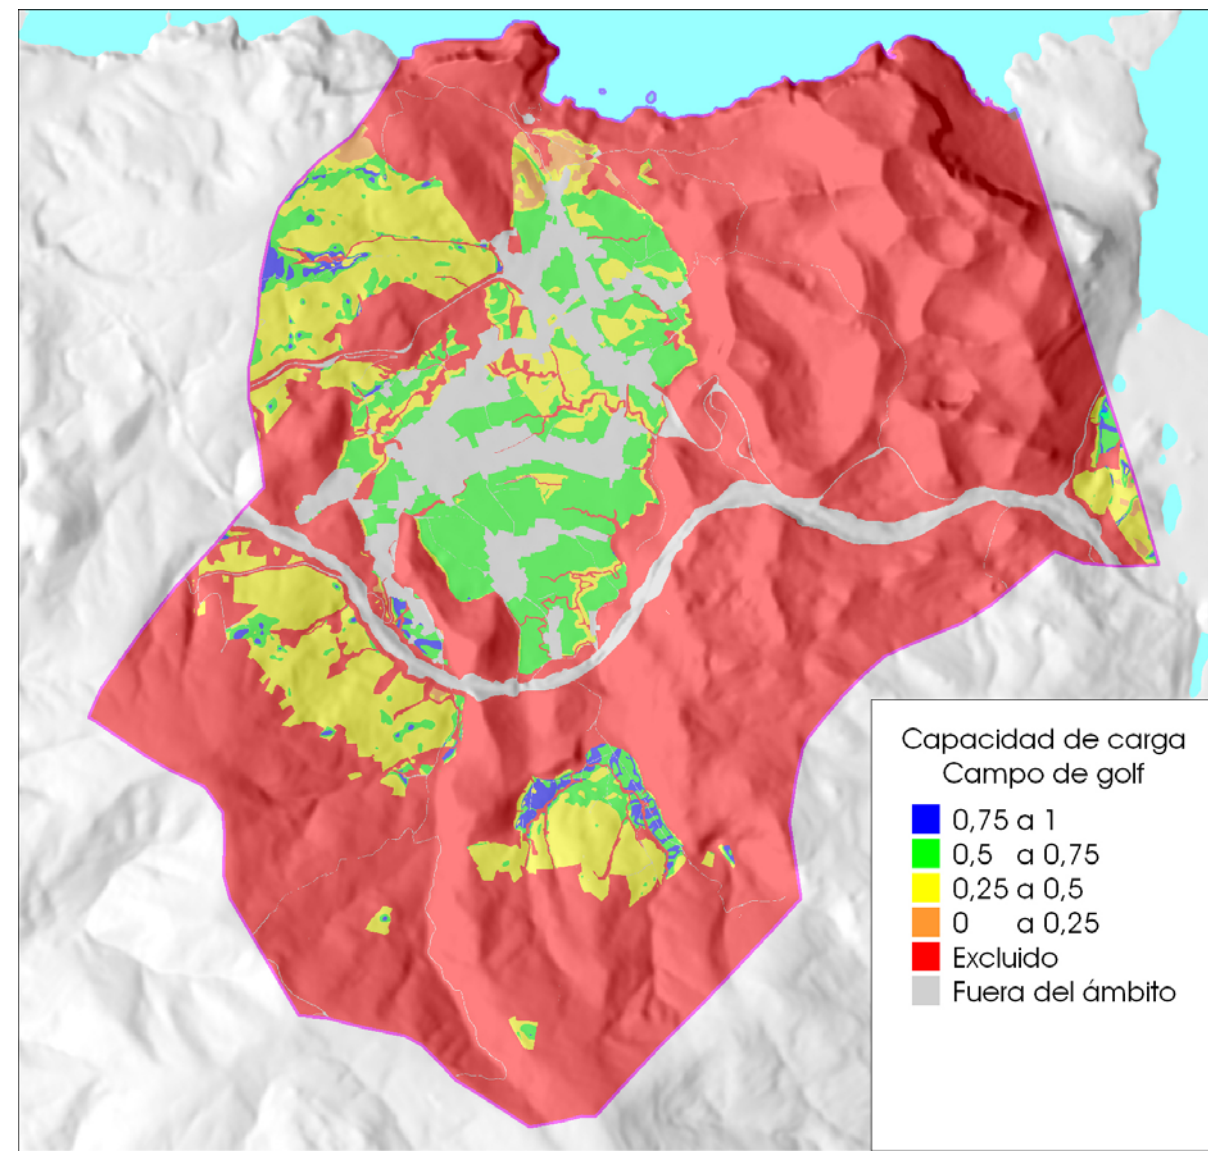 Capacidad de carga
Campo de golf
0,75 a 1
0,5 a 0,75
0,25 a 0,5
0 a 0,25
Excluido
Fuera del ámbito